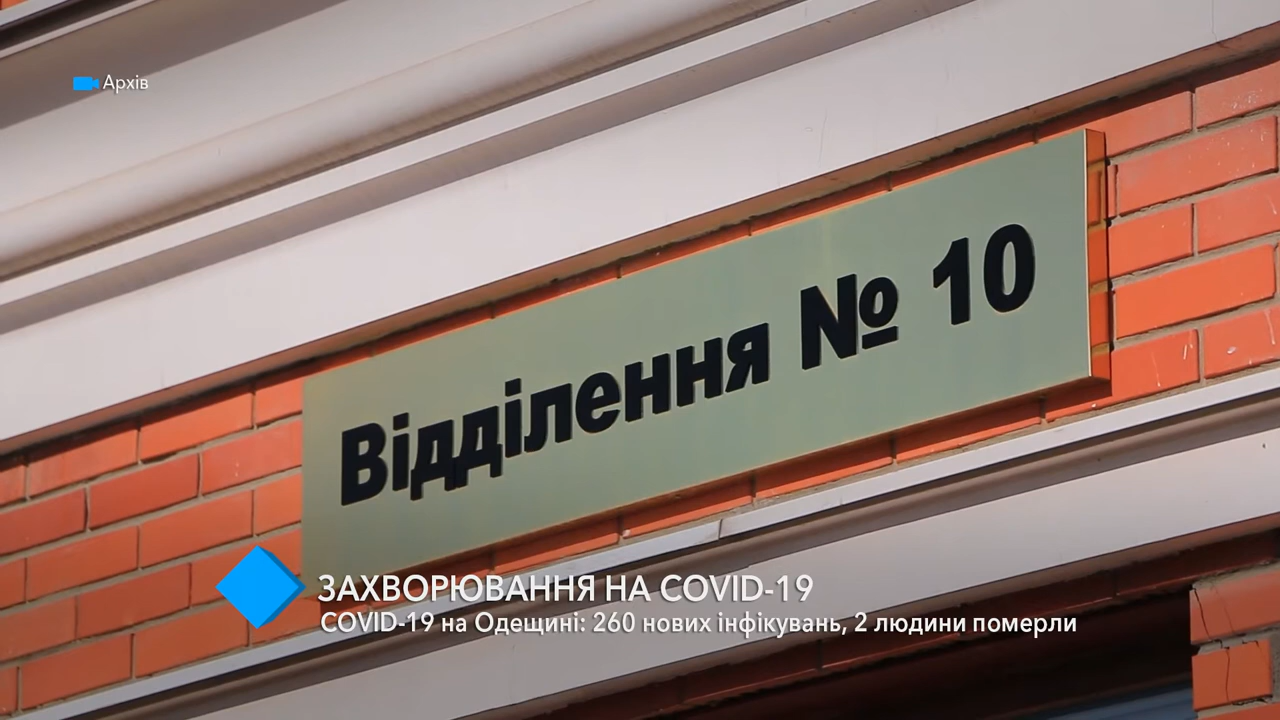 Архів
Відділення № 10
ЗАХВОРЮВАННЯ НА COVID-19
COVID-19 на Одещині: 260 нових інфікувань, 2 людини померли